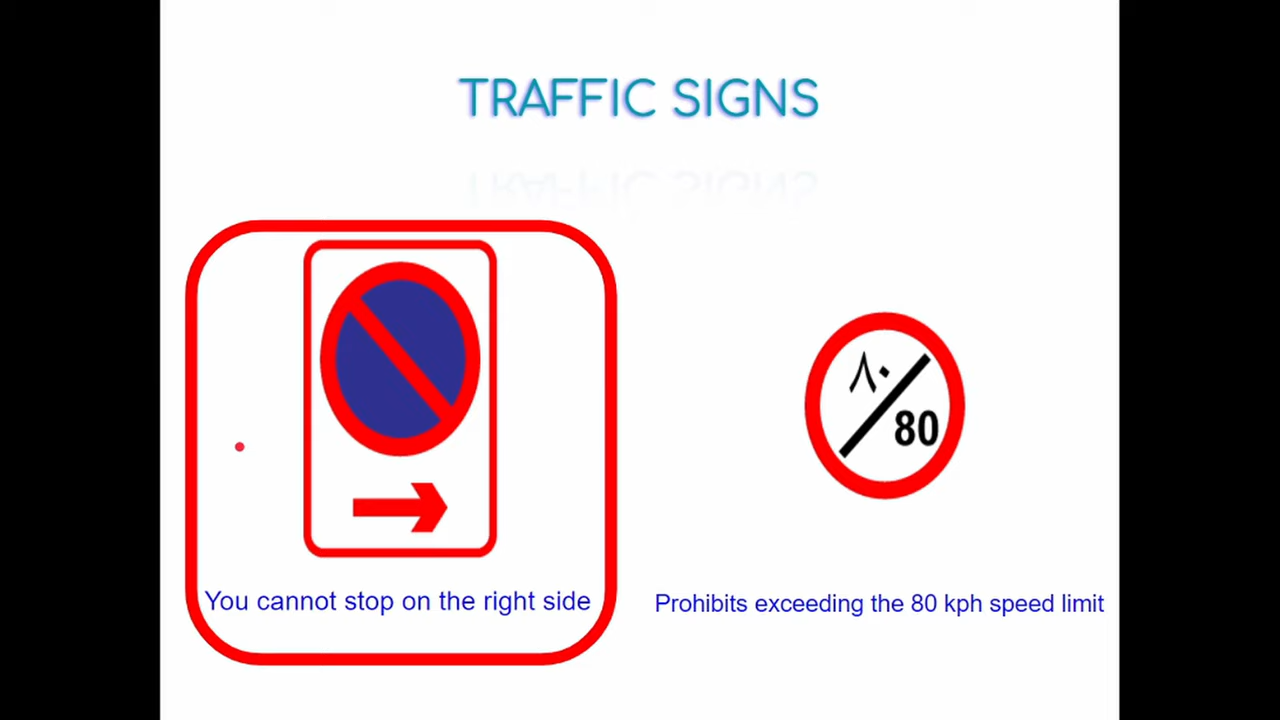 TRAFFIC SIGNS
٨٠
80
You cannot stop on the right side
Prohibits exceeding the 80 kph speed limit